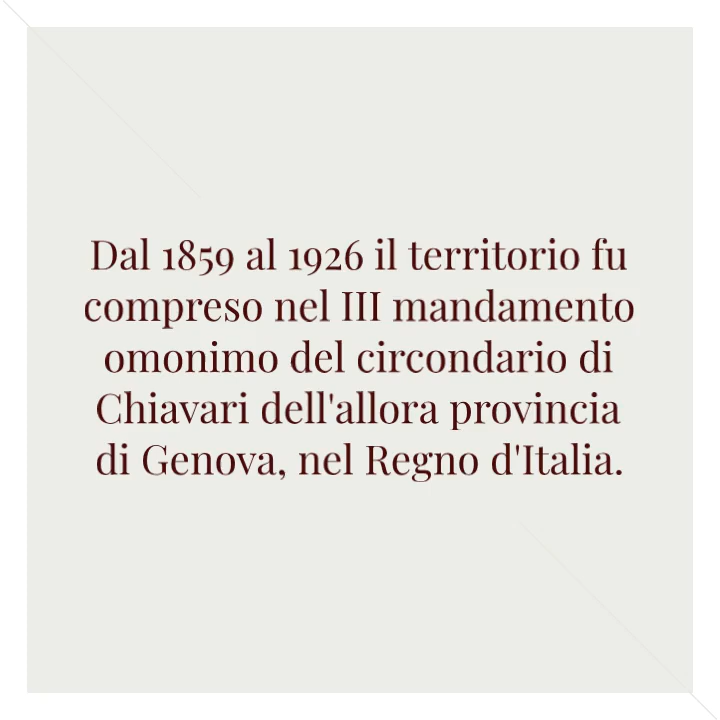 Dal 1859 al 1926 il territorio fu
compreso nel III mandamento
omonimo del circondario di
Chiavari dell'allora provincia
di Genova, nel Regno d'Italia.